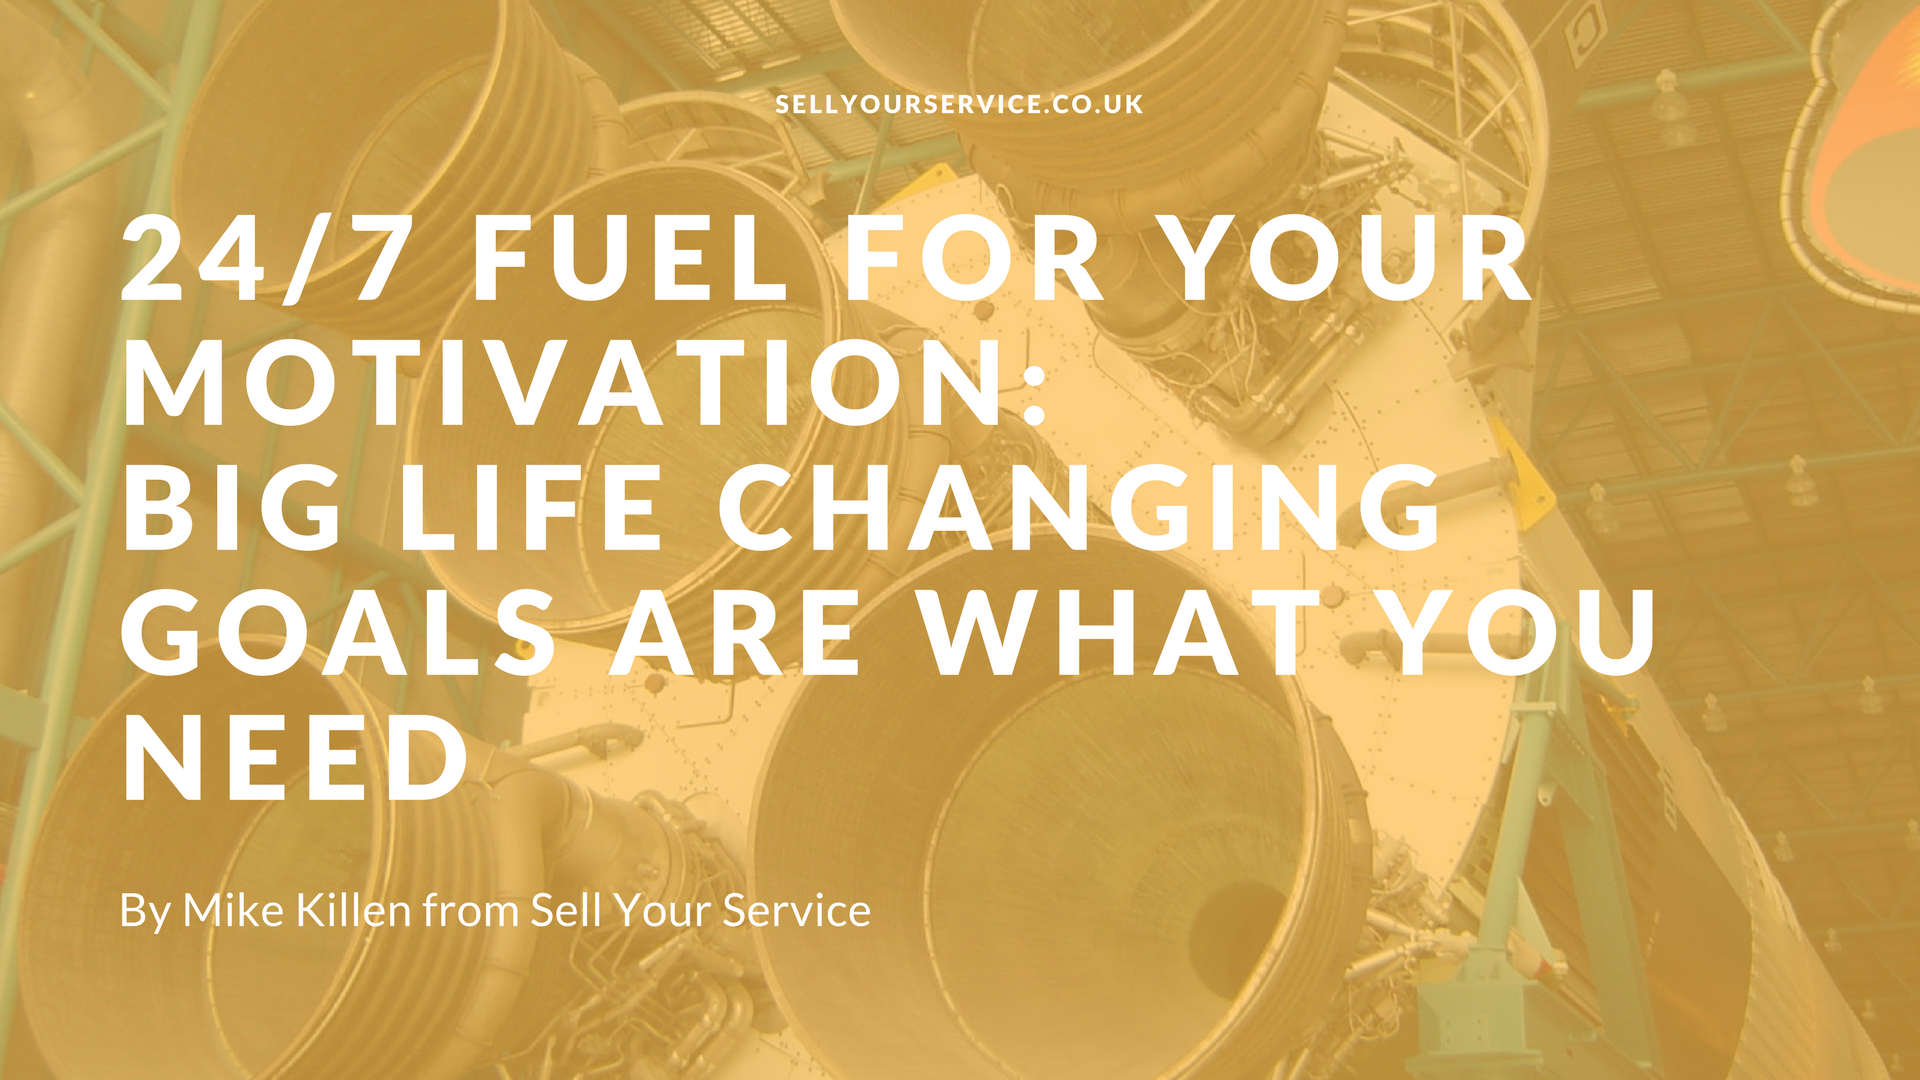 SELLYOURSERVICE.CO.UK
24/7 FUEL FOR YOUR
MOTIVATION:
BIG LIFE CHANGING
GOALS ARE WHAT YOU
NEED
By Mike Killen from Sell Your Service